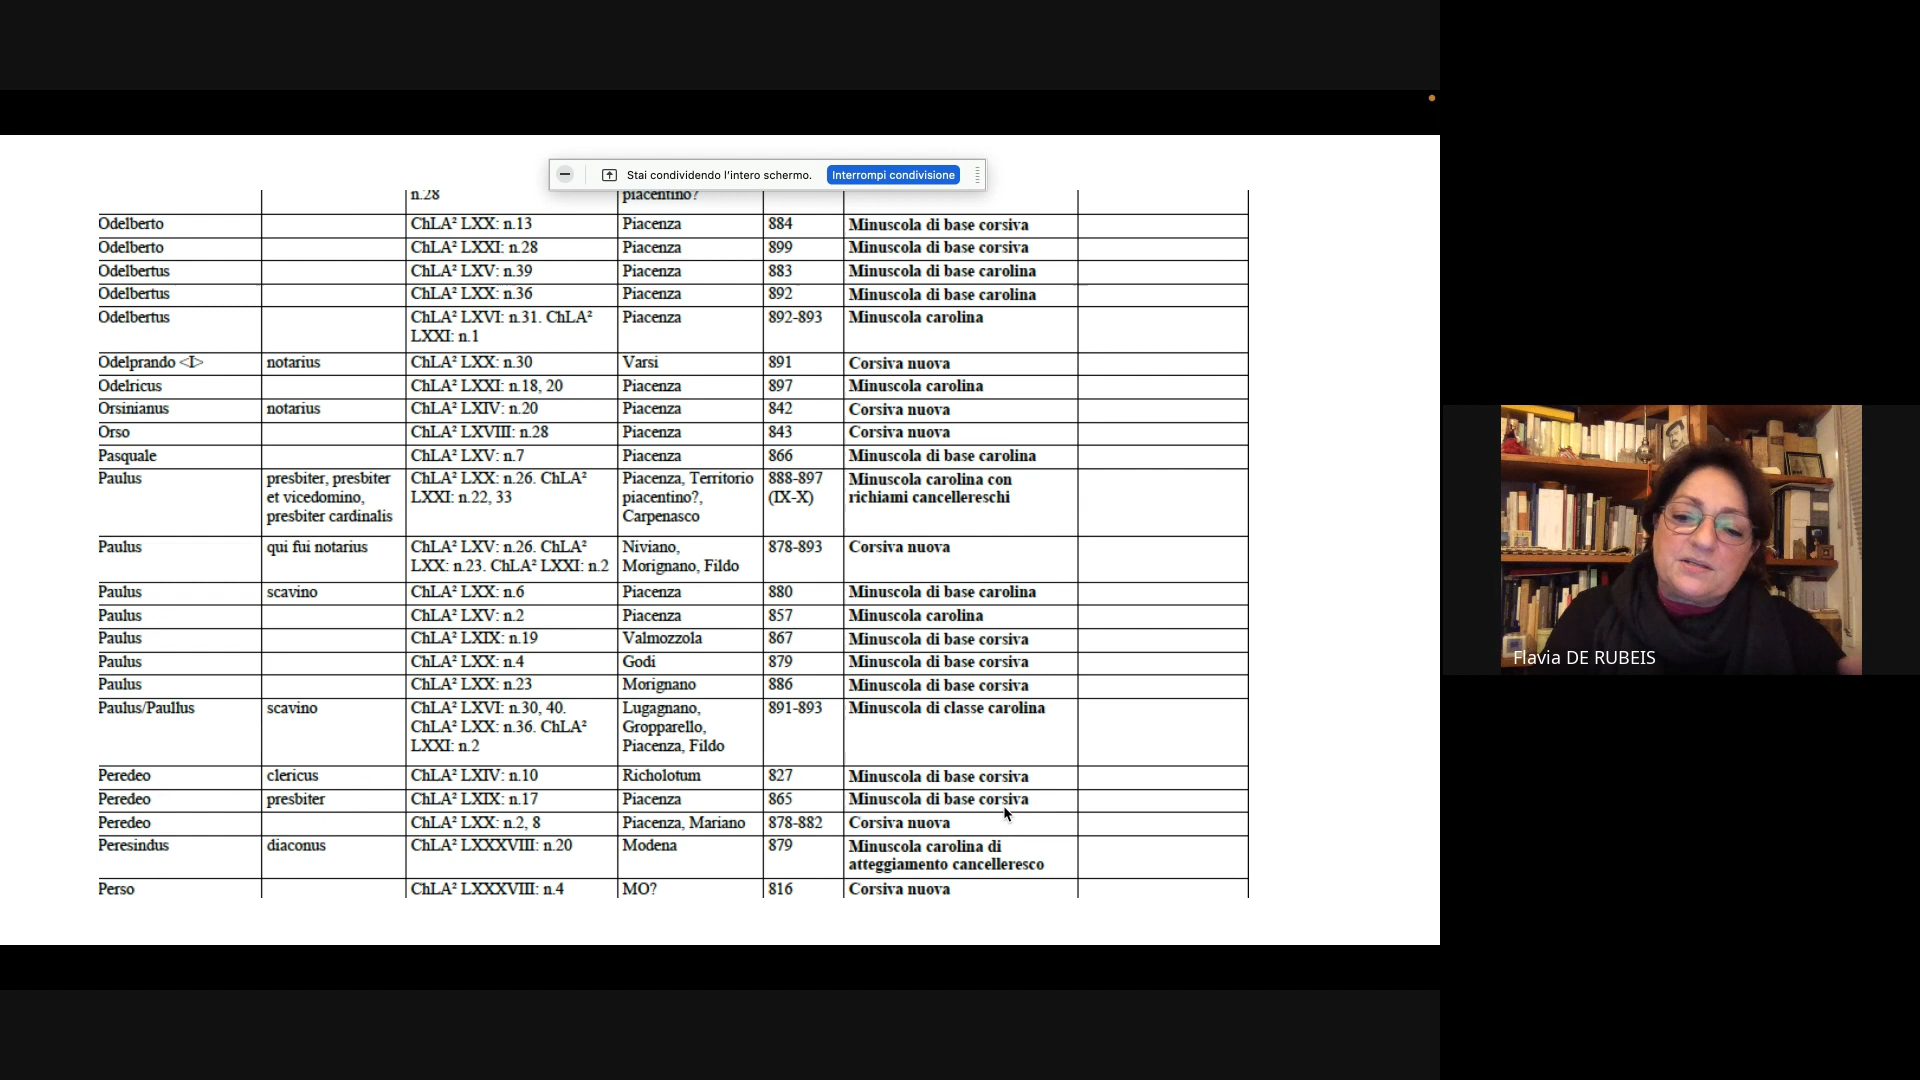 Stai condividendo l'intero schermo. Interrompi condivisione
n.28 piacentino?
Odelberto ChLA² LXX: n.13 Piacenza 884 Minuscola di base corsiva
Odelberto ChLA² LXXI: n.28 Piacenza 899 Minuscola di base corsiva
Odelbertus ChLA² LXV: n.39 Piacenza 883 Minuscola di base carolina
Odelbertus ChLA² LXX: n.36 Piacenza 892 Minuscola di base carolina
Odelbertus ChLA² LXVI: n.31. ChLA² Piacenza 892-893 Minuscola carolina
LXXI: n.1
Odelprando <I> notarius ChLA² LXX: n.30 Varsi 891 Corsiva nuova
Odelricus ChLA² LXXI: n.18, 20 Piacenza 897 Minuscola carolina
Orsinianus notarius ChLA² LXIV: n.20 Piacenza 842 Corsiva nuova
Orso ChLA² LXVIII: n.28 Piacenza 843 Corsiva nuova
Pasquale ChLA² LXV: n.7 Piacenza 866 Minuscola di base carolina
Paulus presbiter, presbiter ChLA² LXX: n.26. ChLA² Piacenza, Territorio 888-897 Minuscola carolina con
et vicedomino, LXXI: n.22, 33 piacentino?, (IX-X) richiami cancellereschi
presbiter cardinalis Carpenasco
Paulus qui fui notarius ChLA² LXV: n.26. ChLA² Niviano, 878-893 Corsiva nuova
LXX: n.23. ChLA² LXXI: n.2 Morignano, Fildo
Paulus scavino ChLA² LXX: n.6 Piacenza 880 Minuscola di base carolina
Paulus ChLA² LXV: n.2 Piacenza 857 Minuscola carolina
Paulus ChLA² LXIX: n.19 Valmozzola 867 Minuscola di base corsiva
Paulus ChLA² LXX: n.4 Godi 879 Minuscola di base corsiva
Paulus ChLA² LXX: n.23 Morignano 886 Minuscola di base corsiva
Paulus/Paullus scavino ChLA² LXVI: n.30, 40. Lugagnano, 891-893 Minuscola di classe carolina
ChLA² LXX: n.36. ChLA² Gropparello,
LXXI: n.2 Piacenza, Fildo
Peredeo clericus ChLA² LXIV: n.10 Richolotum 827 Minuscola di base corsiva
Peredeo presbiter ChLA² LXIX: n.17 Piacenza 865 Minuscola di base corsiva
Peredeo ChLA² LXX: n.2, 8 Piacenza, Mariano 878-882 Corsiva nuova
Peresindus diaconus ChLA² LXXXVIII: n.20 Modena 879 Minuscola carolina di
atteggiamento cancelleresco
Perso ChLA² LXXXVIII: n.4 MO? 816 Corsiva nuova
Flavia DE RUBEIS